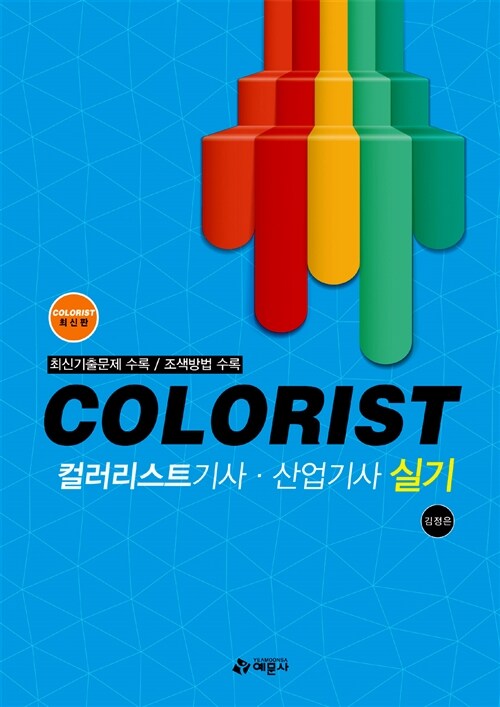 COLORIST
최신판
최신기출문제 수록 / 조색방법 수록
COLORIST
컬러리스트기사 · 산업기사 실기
김정은
YEAMOONSA
예문사